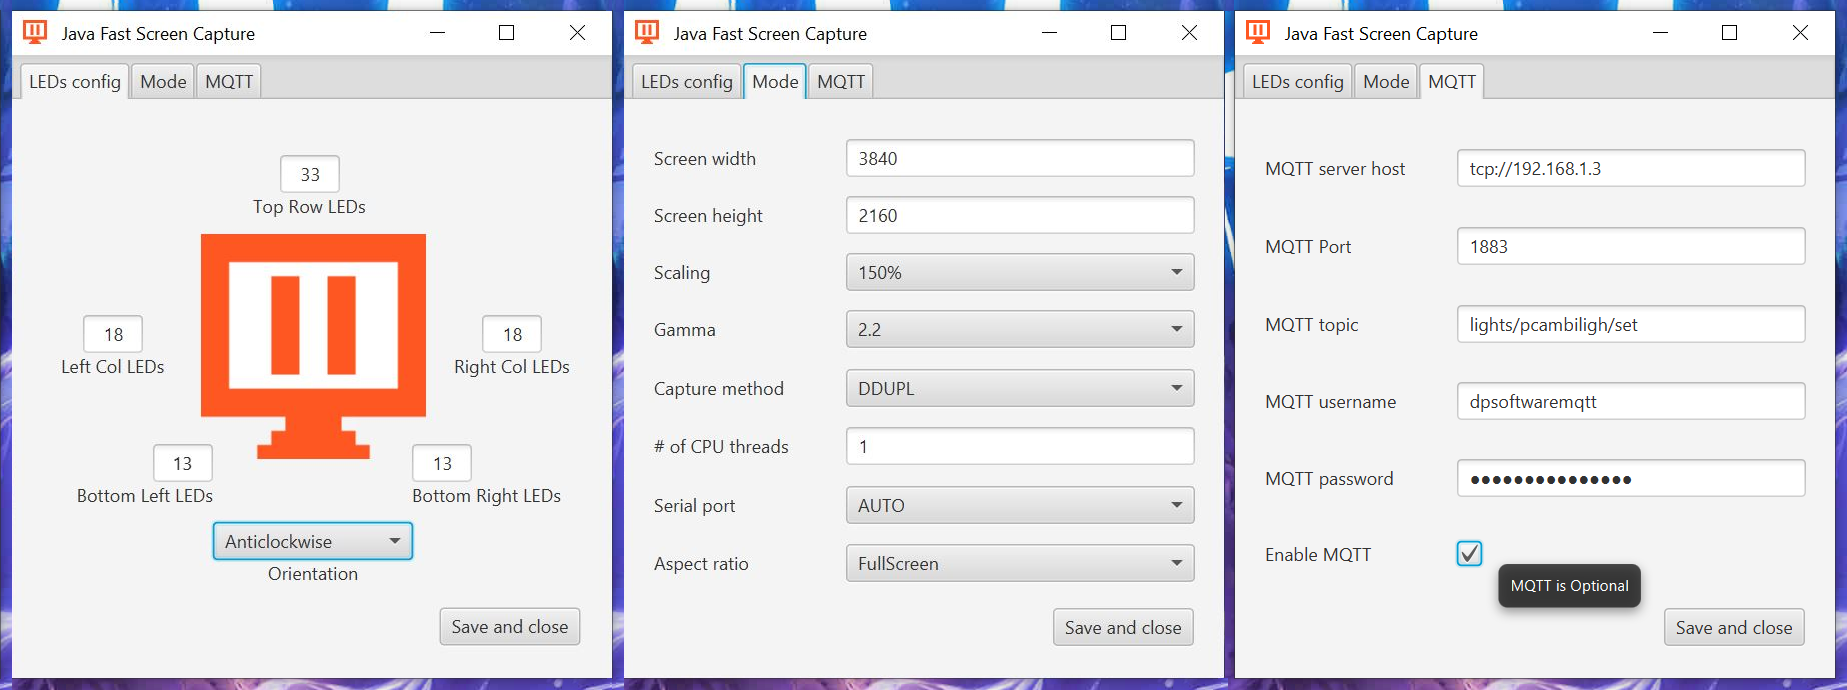 Java Fast Screen Capture
LEDs config Mode MQTT
33
Top Row LEDs
18
Left Col LEDs
18
Right Col LEDs
13
Bottom Left LEDs
13
Bottom Right LEDs
Anticlockwise
Orientation
Save and close
Java Fast Screen Capture
LEDs config Mode MQTT
Screen width 3840
Screen height 2160
Scaling 150%
Gamma 2.2
Capture method DDUPL
# of CPU threads 1
Serial port AUTO
Aspect ratio FullScreen
Save and close
Java Fast Screen Capture
LEDs config Mode MQTT
MQTT server host tcp://192.168.1.3
MQTT Port 1883
MQTT topic lights/pcambiligh/set
MQTT username dpsoftwaremqtt
MQTT password ●●●●●●●●●●●●●●●
Enable MQTT
MQTT is Optional
Save and close